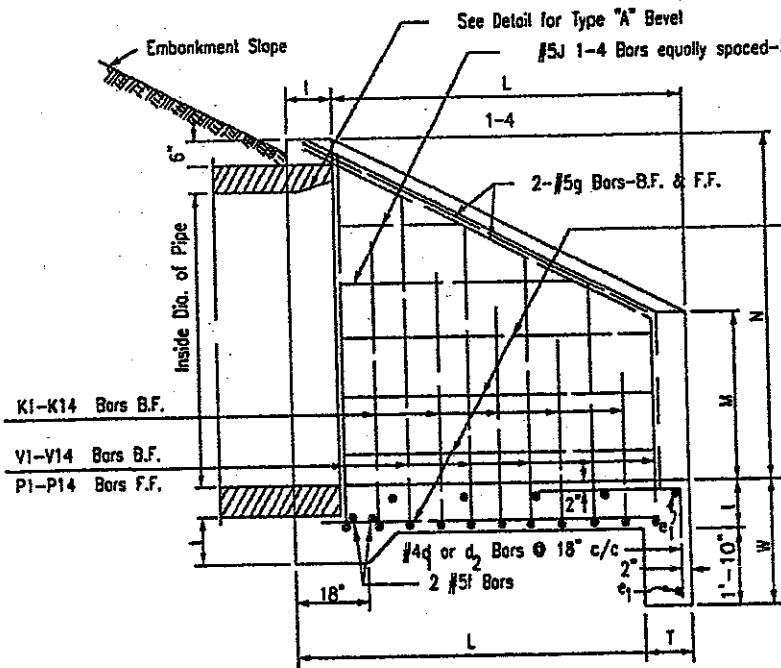 See Detail for Type "A" Bevel
Embankment Slope
#5J 1-4 Bars equally spaced-
L
1-4
6"
2-#5g Bars-B.F. & F.F.
Inside Dia. of Pipe
N
M
K1-K14 Bars B.F.
V1-V14 Bars B.F.
P1-P14 Bars F.F.
2"
e
#4d1 or d2 Bars @ 18" c/c
2 #5f Bars
18"
2"
e1
1'-10"
W
L
T